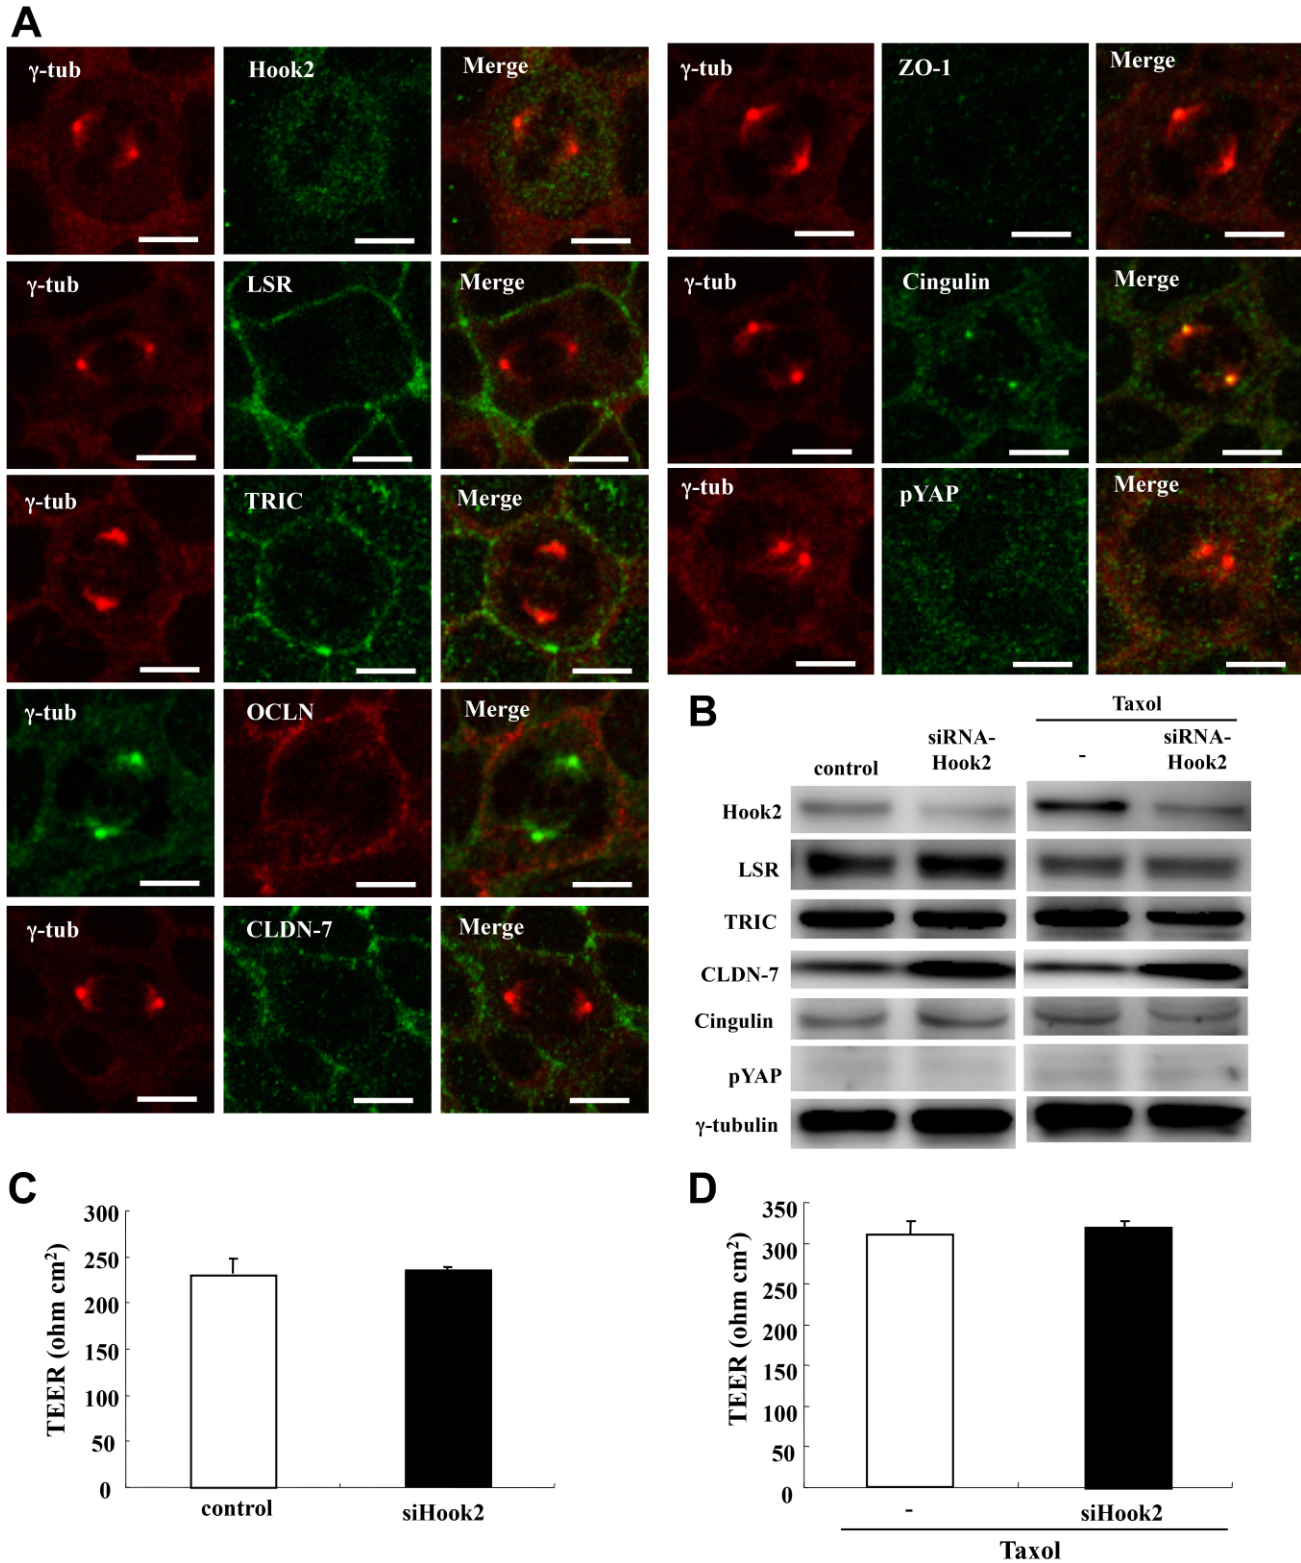 A
γ-tub Hook2 Merge
γ-tub LSR Merge
γ-tub TRIC Merge
γ-tub OCLN Merge
γ-tub CLDN-7 Merge
γ-tub ZO-1 Merge
γ-tub Cingulin Merge
γ-tub pYAP Merge
B
Taxol
control siRNA-Hook2 - siRNA-Hook2
Hook2
LSR
TRIC
CLDN-7
Cingulin
pYAP
γ-tubulin
C
TEER (ohm cm²)
300
250
200
150
100
50
0
control siHook2
D
TEER (ohm cm²)
350
300
250
200
150
100
50
0
- siHook2
Taxol